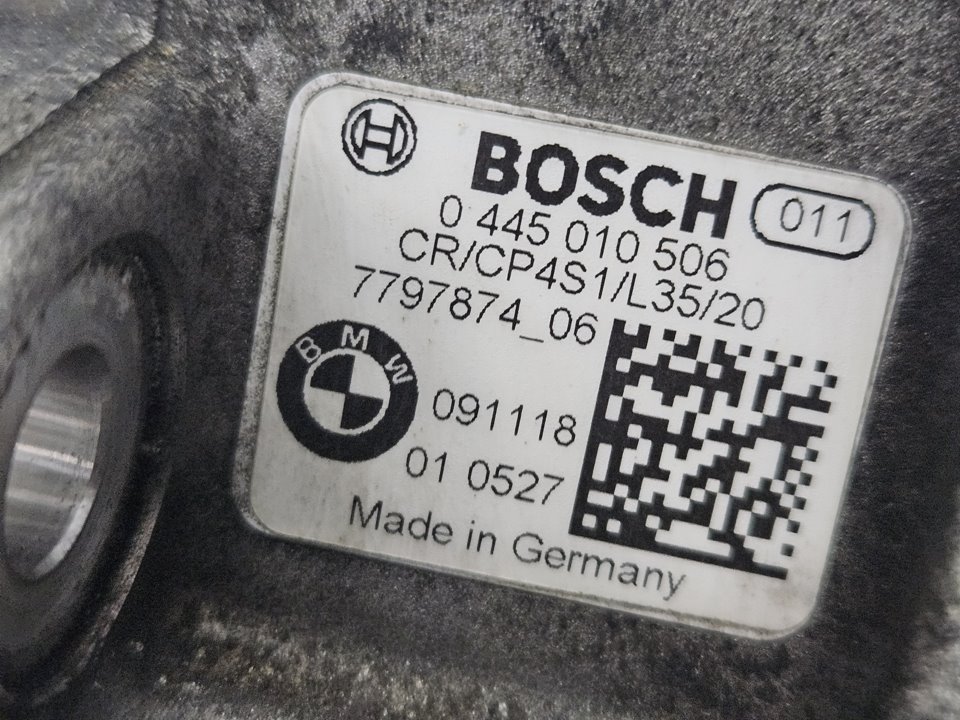 BOSCH 011
0 445 010 506
CR/CP4S1/L35/20
7797874_06
BMW
091118
01 0527
Made in Germany